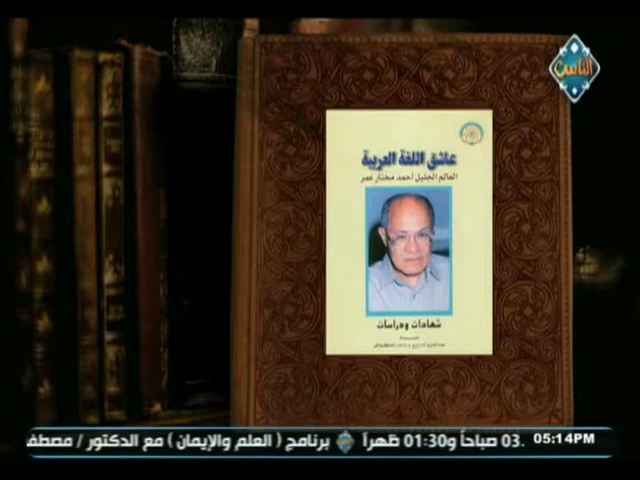 الناس
عاشق اللغة العربية
العالم الجليل أحمد مختار عمر
شهادات ودراسات
03. صباحاً و01:30 ظهراً برنامج ( العلم والإيمان ) مع الدكتور / مصطف
05:14PM